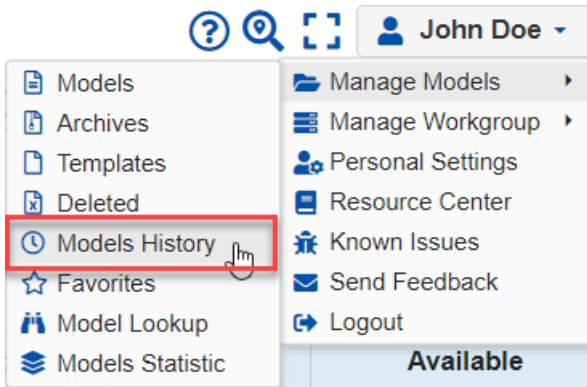 John Doe
Models
Archives
Templates
Deleted
Models History
Favorites
Model Lookup
Models Statistic
Manage Models
Manage Workgroup
Personal Settings
Resource Center
Known Issues
Send Feedback
Logout
Available